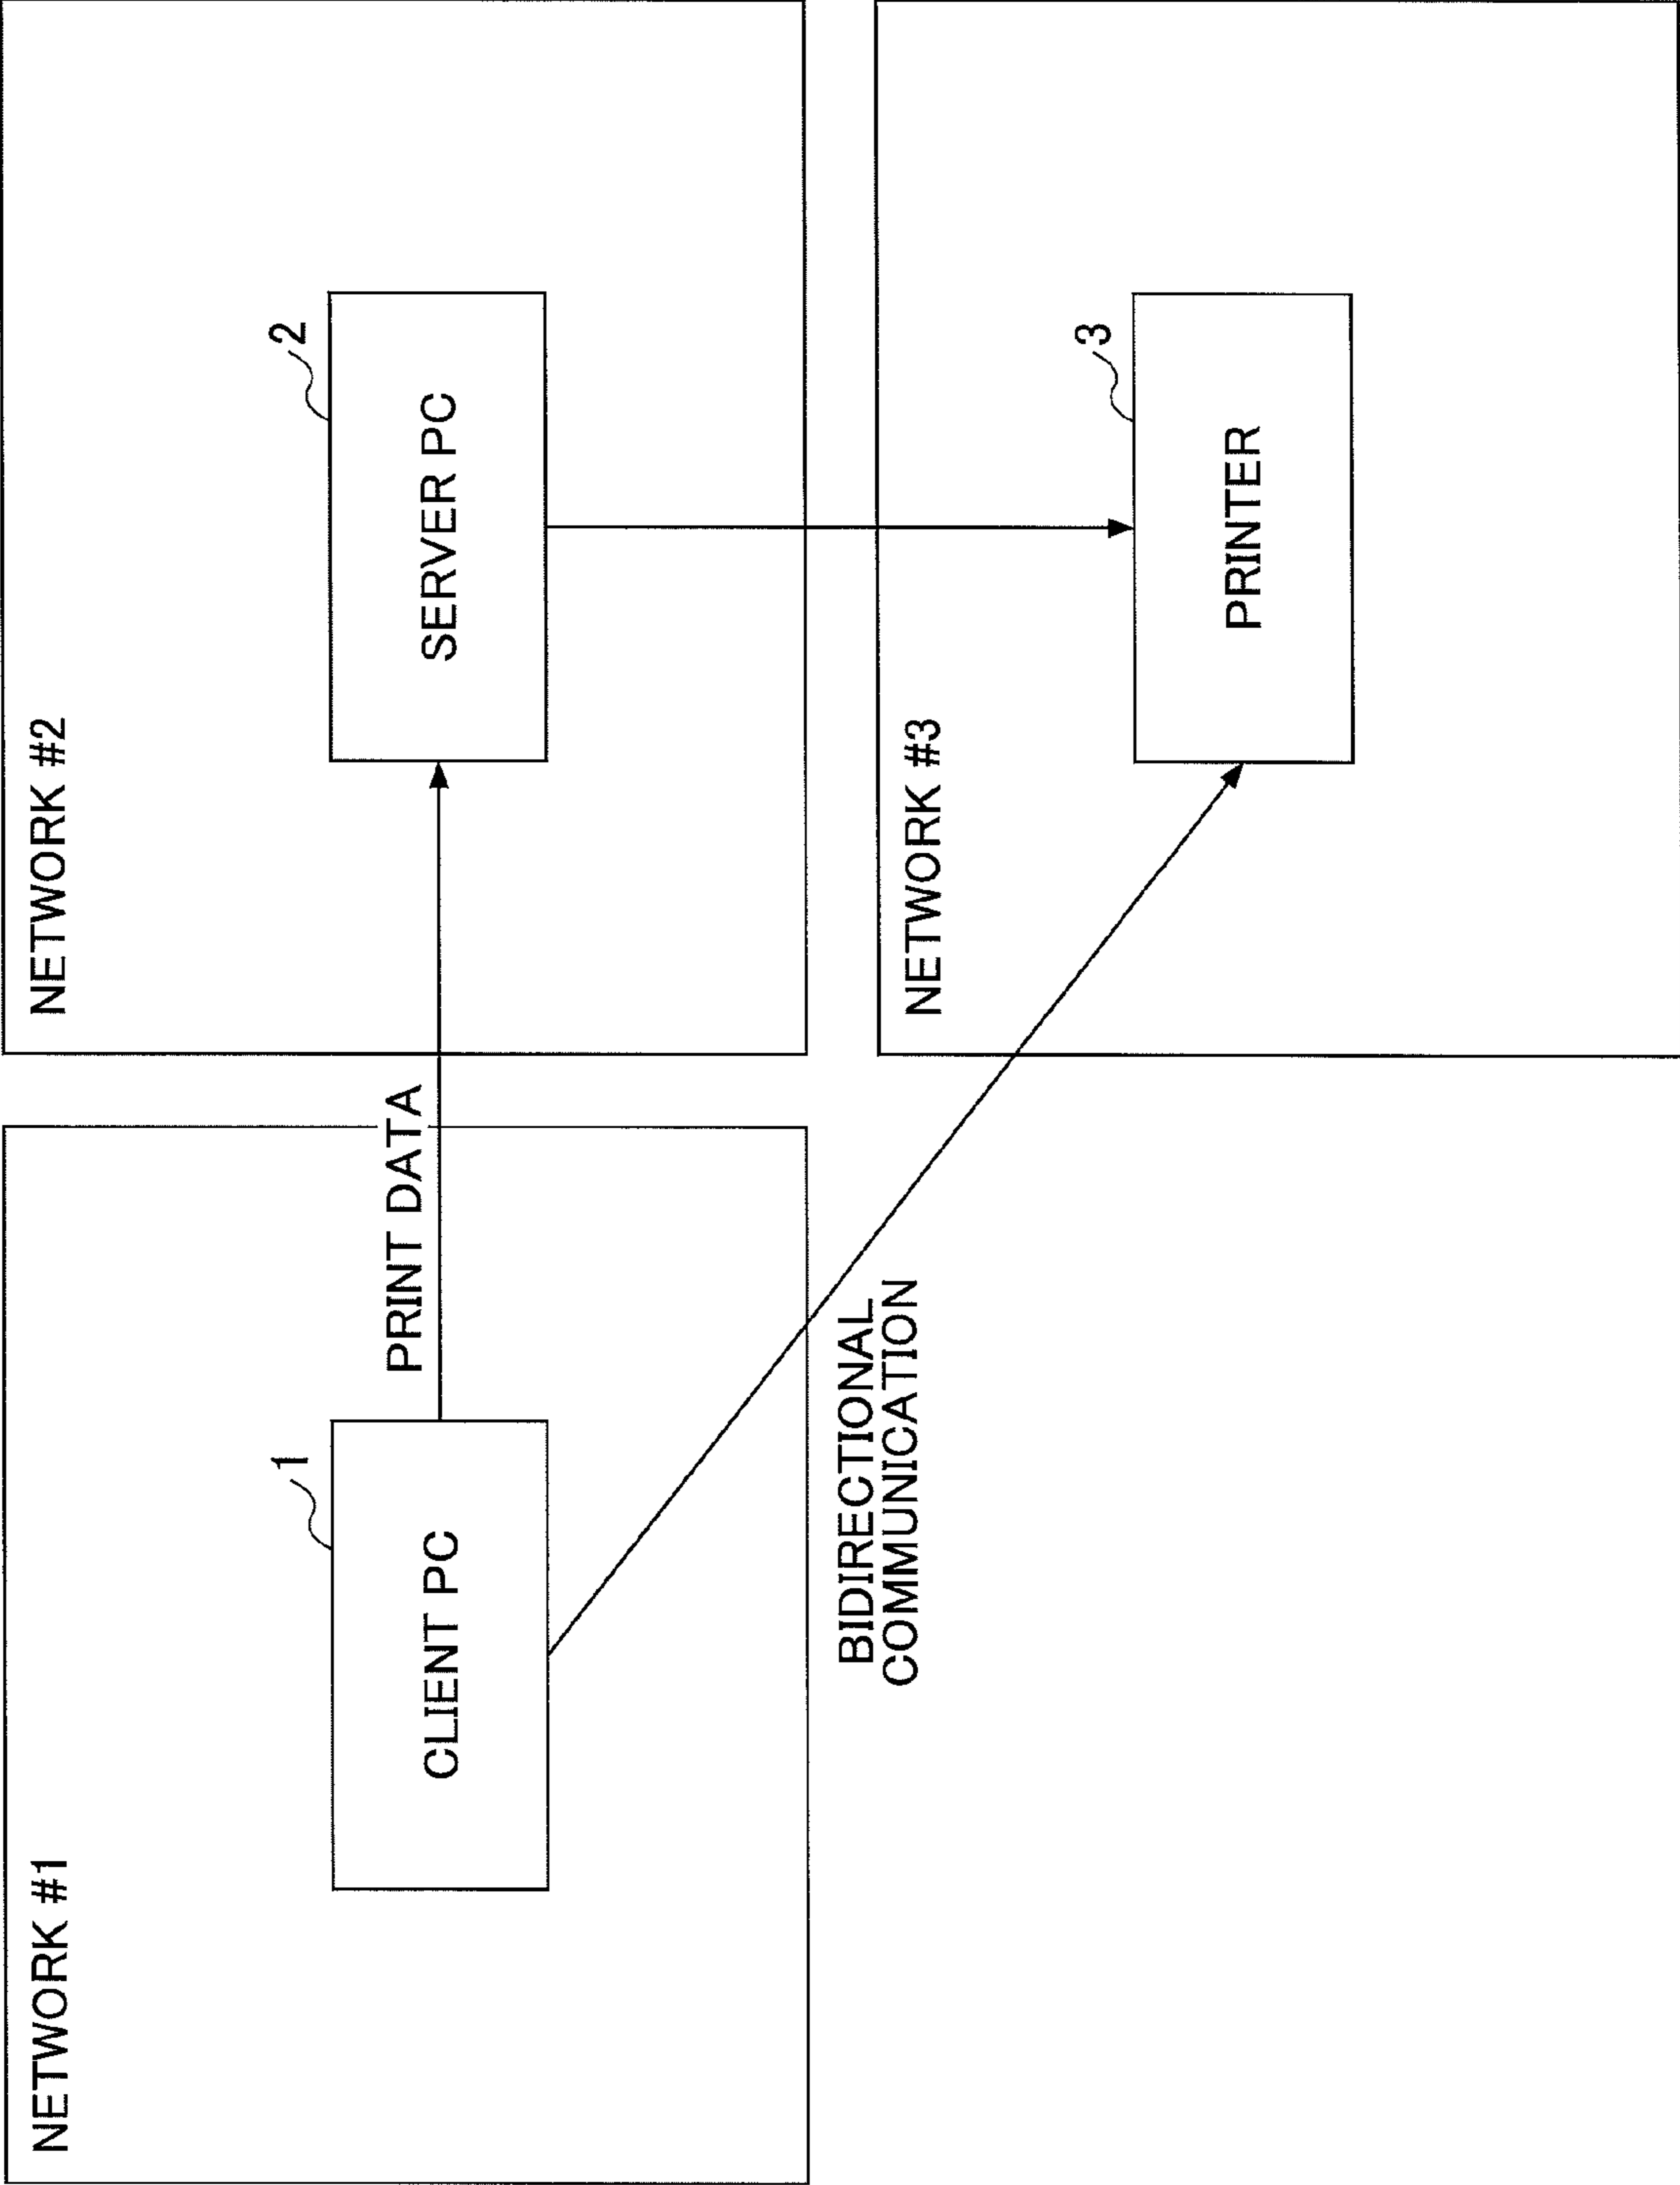 NETWORK #1
1
CLIENT PC
PRINT DATA
NETWORK #2
2
SERVER PC
BIDIRECTIONAL
COMMUNICATION
NETWORK #3
3
PRINTER